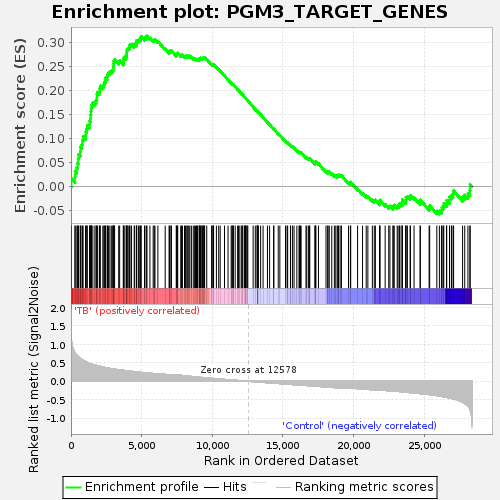 Enrichment plot: PGM3_TARGET_GENES
Enrichment score (ES)
0.30
0.25
0.20
0.15
0.10
0.05
0.00
-0.05
Ranked list metric (Signal2Noise)
'TB' (positively correlated)
2.0
1.5
1.0
0.5
0.0
-0.5
-1.0
Zero cross at 12578
'Control' (negatively correlated)
0
5,000
10,000
15,000
20,000
25,000
Rank in Ordered Dataset
Enrichment profile
Hits
Ranking metric scores